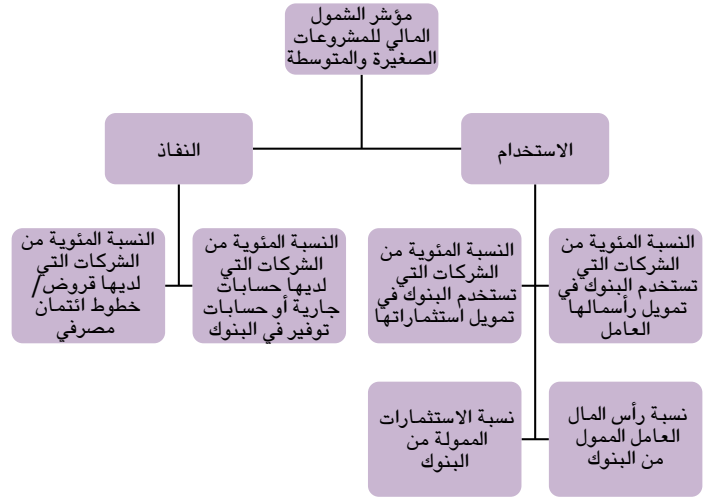 مؤشر الشمول
المالي للمشروعات
الصغيرة والمتوسطة
الاستخدام
النفاذ
النسبة المئوية من
الشركات التي
تستخدم البنوك في
تمويل رأسمالها
العامل
النسبة المئوية من
الشركات التي
تستخدم البنوك في
تمويل استثماراتها
النسبة المئوية من
الشركات التي
لديها حسابات
جارية أو حسابات
توفير في البنوك
النسبة المئوية من
الشركات التي
لديها قروض/
خطوط ائتمان
مصرفي
نسبة رأس المال
العامل الممول
من البنوك
نسبة الاستثمارات
الممولة من
البنوك